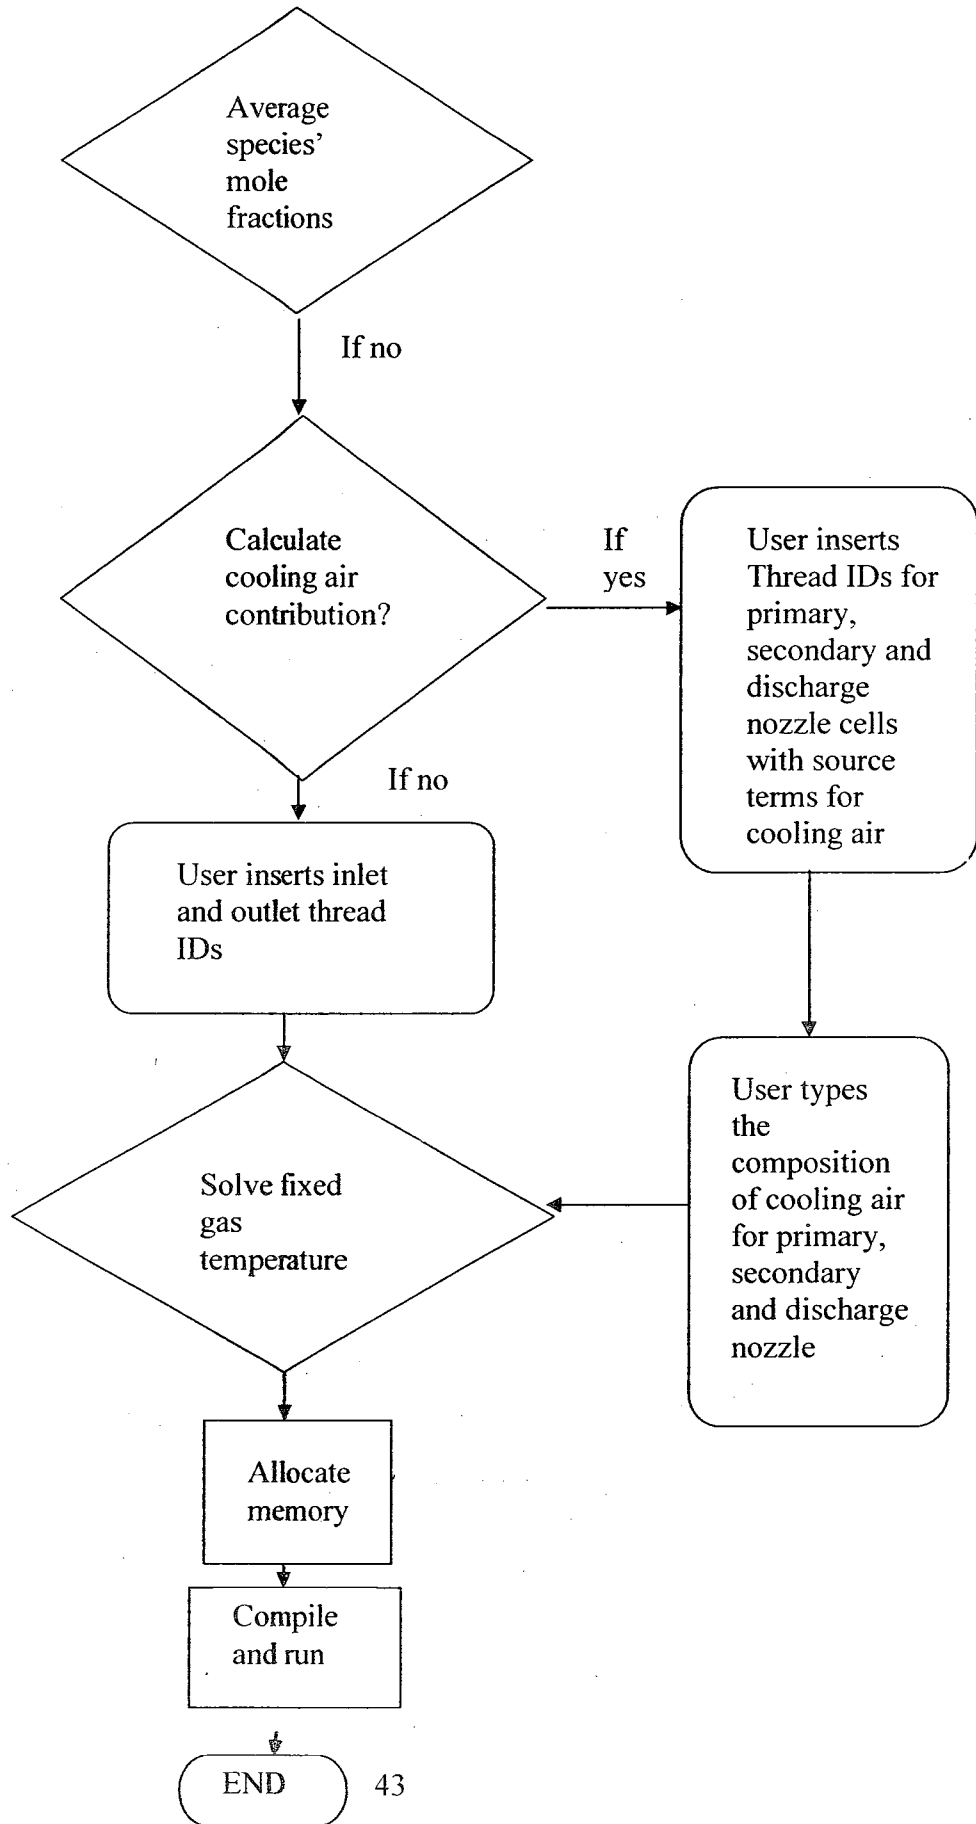 Average
species’
mole
fractions
If no
Calculate
cooling air
contribution?
If
yes
User inserts
Thread IDs for
primary,
secondary and
discharge
nozzle cells
with source
terms for
cooling air
If no
User inserts inlet
and outlet thread
IDs
User types
the
composition
of cooling air
for primary,
secondary
and discharge
nozzle
Solve fixed
gas
temperature
Allocate
memory
Compile
and run
END
43